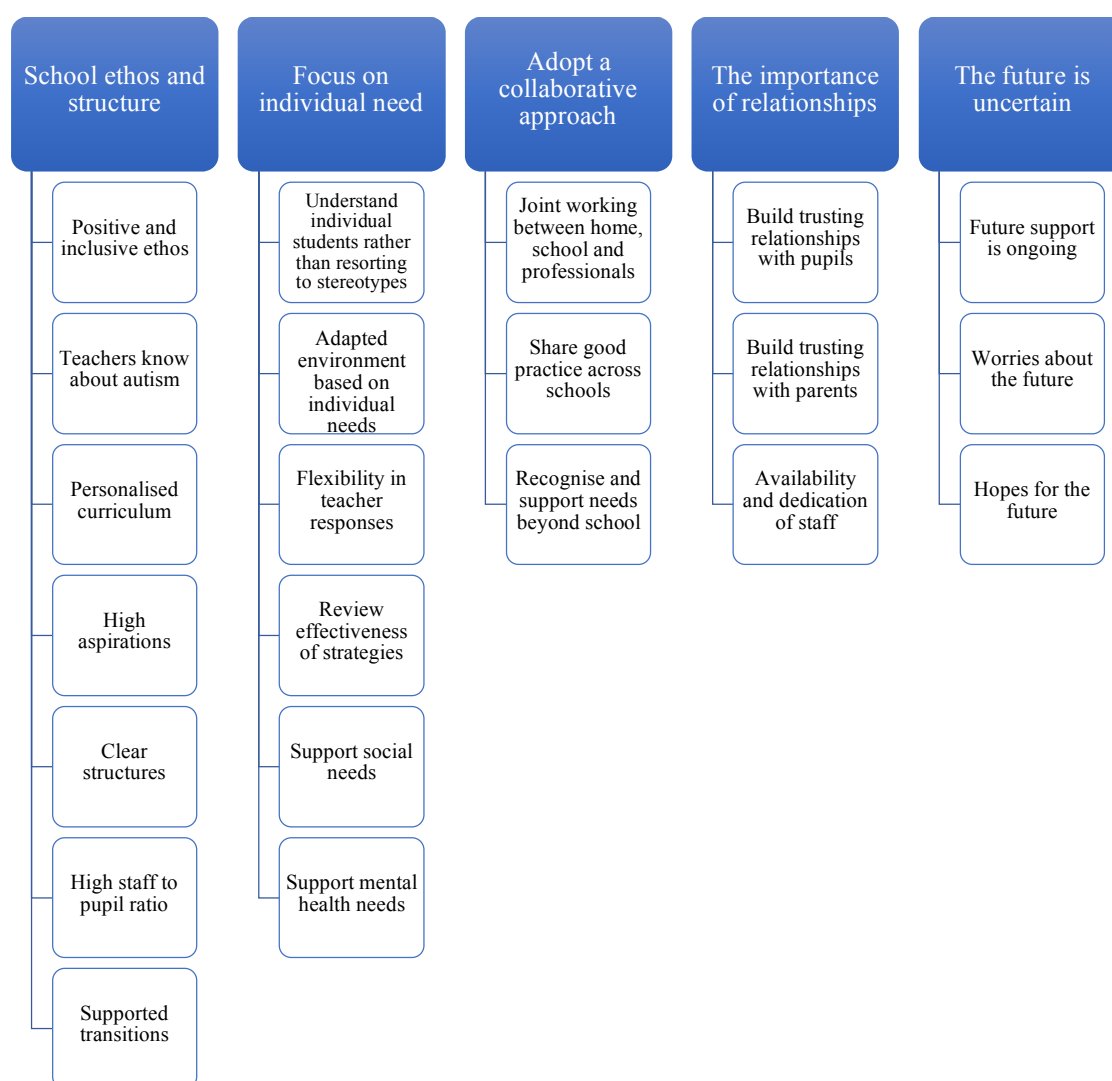 School ethos and
structure
Positive and
inclusive ethos
Teachers know
about autism
Personalised
curriculum
High
aspirations
Clear
structures
High staff to
pupil ratio
Supported
transitions
Focus on
individual need
Understand
individual
students rather
than resorting
to stereotypes
Adapted
environment
based on
individual
needs
Flexibility in
teacher
responses
Review
effectiveness
of strategies
Support social
needs
Support mental
health needs
Adopt a
collaborative
approach
Joint working
between home,
school and
professionals
Share good
practice across
schools
Recognise and
support needs
beyond school
The importance
of relationships
Build trusting
relationships
with pupils
Build trusting
relationships
with parents
Availability
and dedication
of staff
The future is
uncertain
Future support
is ongoing
Worries about
the future
Hopes for the
future